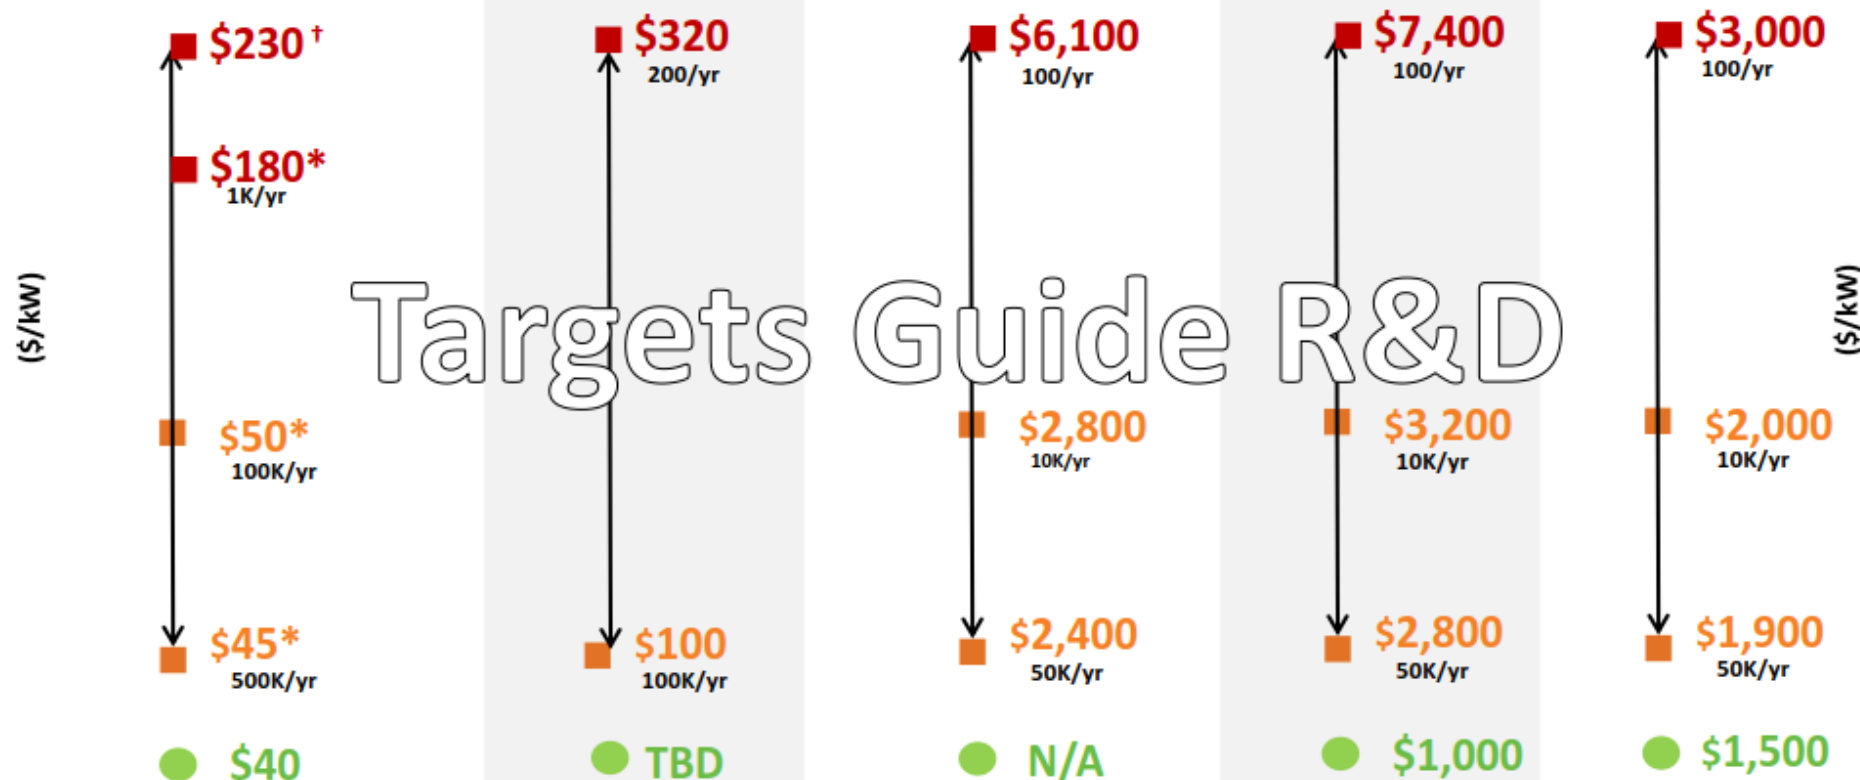 $230 †
$320
200/yr
$6,100
100/yr
$7,400
100/yr
$3,000
100/yr
$180*
1K/yr
($/kW)
Targets Guide R&D
($/kW)
$50*
100K/yr
$2,800
10K/yr
$3,200
10K/yr
$2,000
10K/yr
$45*
500K/yr
$100
100K/yr
$2,400
50K/yr
$2,800
50K/yr
$1,900
50K/yr
$40
TBD
N/A
$1,000
$1,500